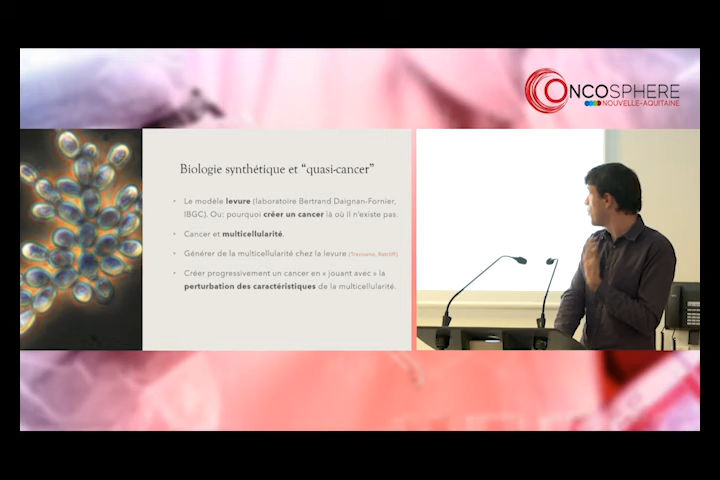 ONCOSPHERE
NOUVELLE-AQUITAINE
Biologie synthétique et “quasi-cancer”
• Le modèle levure (laboratoire Bertrand Daignan-Fornier,
IBGC). Ou: pourquoi créer un cancer là où il n’existe pas.
• Cancer et multicellularité.
• Générer de la multicellularité chez la levure (Travisano, Ratcliff)
• Créer progressivement un cancer en « jouant avec » la
perturbation des caractéristiques de la multicellularité.